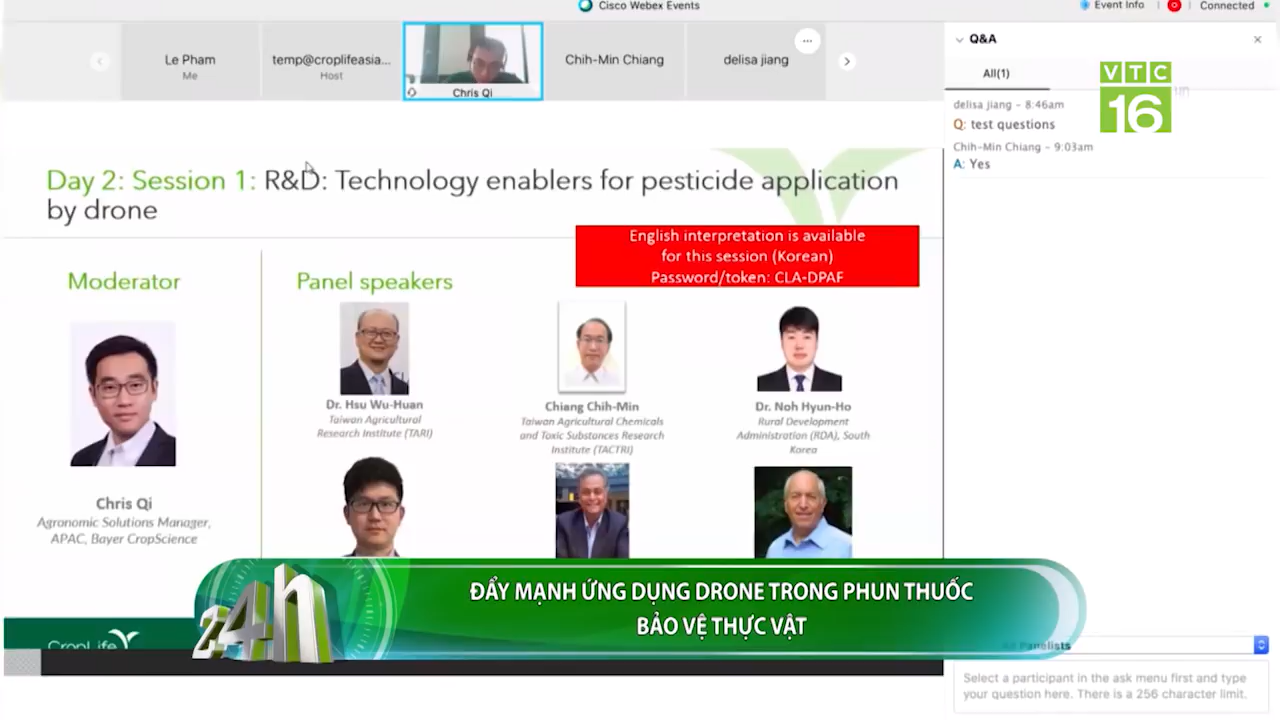 Cisco Webex Events
Event Info
Connected
Le Pham
Me
temp@croplifeasia...
Host
Chris Qi
Chih-Min Chiang
delisa jiang
Q&A
All(1)
VTC
16
delisa jiang - 8:46am
Q: test questions
Chih-Min Chiang - 9:03am
A: Yes
Day 2: Session 1: R&D: Technology enablers for pesticide application
by drone
English interpretation is available
for this session (Korean)
Password/token: CLA-DPAF
Moderator
Panel speakers
Chris Qi
Agronomic Solutions Manager,
APAC, Bayer CropScience
Dr. Hsu Wu-Huan
Taiwan Agricultural
Research Institute (TARI)
Chiang Chih-Min
Taiwan Agricultural Chemicals
and Toxic Substances Research
Institute (TACTRI)
Dr. Noh Hyun-Ho
Rural Development
Administration (RDA), South
Korea
24h
ĐẨY MẠNH ỨNG DỤNG DRONE TRONG PHUN THUỐC
BẢO VỆ THỰC VẬT
CropLife
All Panelists
Select a participant in the ask menu first and type
your question here. There is a 256 character limit.